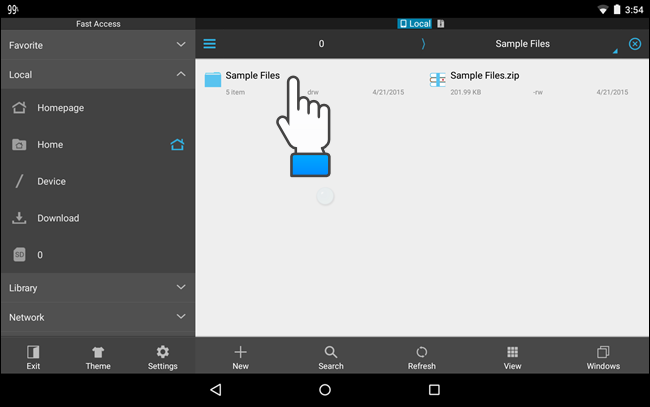 99%
3:54
Fast Access
Local
Favorite
0
Sample Files
Local
Sample Files
Sample Files.zip
5 Item
drw
4/21/2015
201.99 KB
-rw
4/21/2015
Homepage
Home
Device
Download
SD
0
Library
Network
Exit
Theme
Settings
New
Search
Refresh
View
Windows